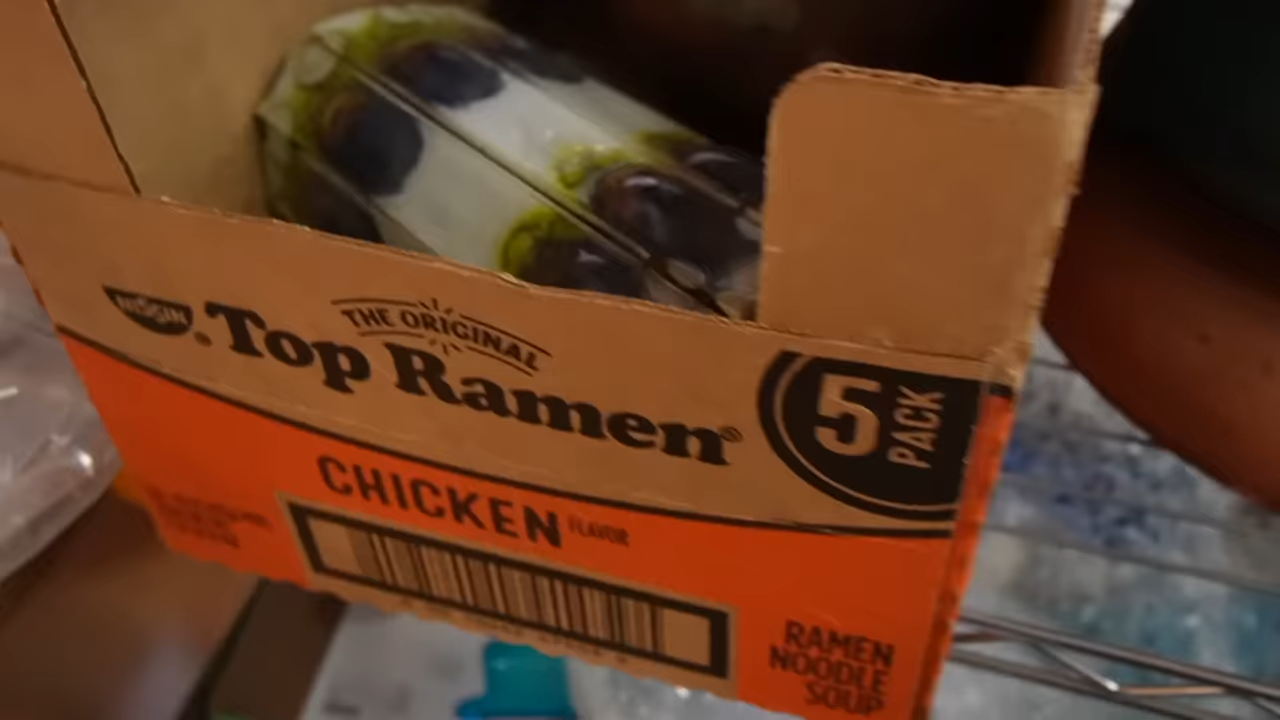 NISSIN
THE ORIGINAL
Top Ramen®
5 PACK
CHICKEN FLAVOR
RAMEN
NOODLE
SOUP